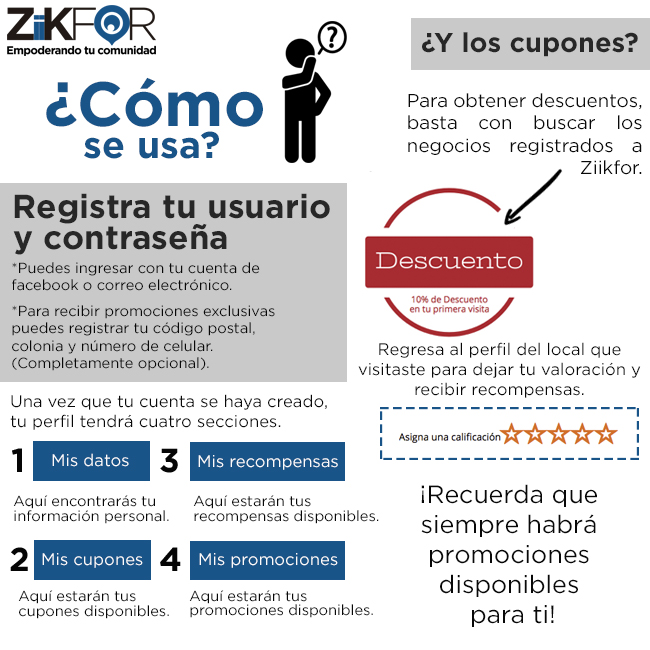 ZiiKFOR
Empoderando tu comunidad
¿Cómo
se usa?
?
Registra tu usuario
y contraseña
*Puedes ingresar con tu cuenta de
facebook o correo electrónico.
*Para recibir promociones exclusivas
puedes registrar tu código postal,
colonia y número de celular.
(Completamente opcional).
Una vez que tu cuenta se haya creado,
tu perfil tendrá cuatro secciones.
1 Mis datos
Aquí encontrarás tu
información personal.
2 Mis cupones
Aquí estarán tus
cupones disponibles.
3 Mis recompensas
Aquí estarán tus
recompensas disponibles.
4 Mis promociones
Aquí estarán tus
promociones disponibles.
¿Y los cupones?
Para obtener descuentos,
basta con buscar los
negocios registrados a
Ziikfor.
Descuento
10% de Descuento
en tu primera visita
Regresa al perfil del local que
visitaste para dejar tu valoración y
recibir recompensas.
Asigna una calificación
¡Recuerda que
siempre habrá
promociones
disponibles
para ti!